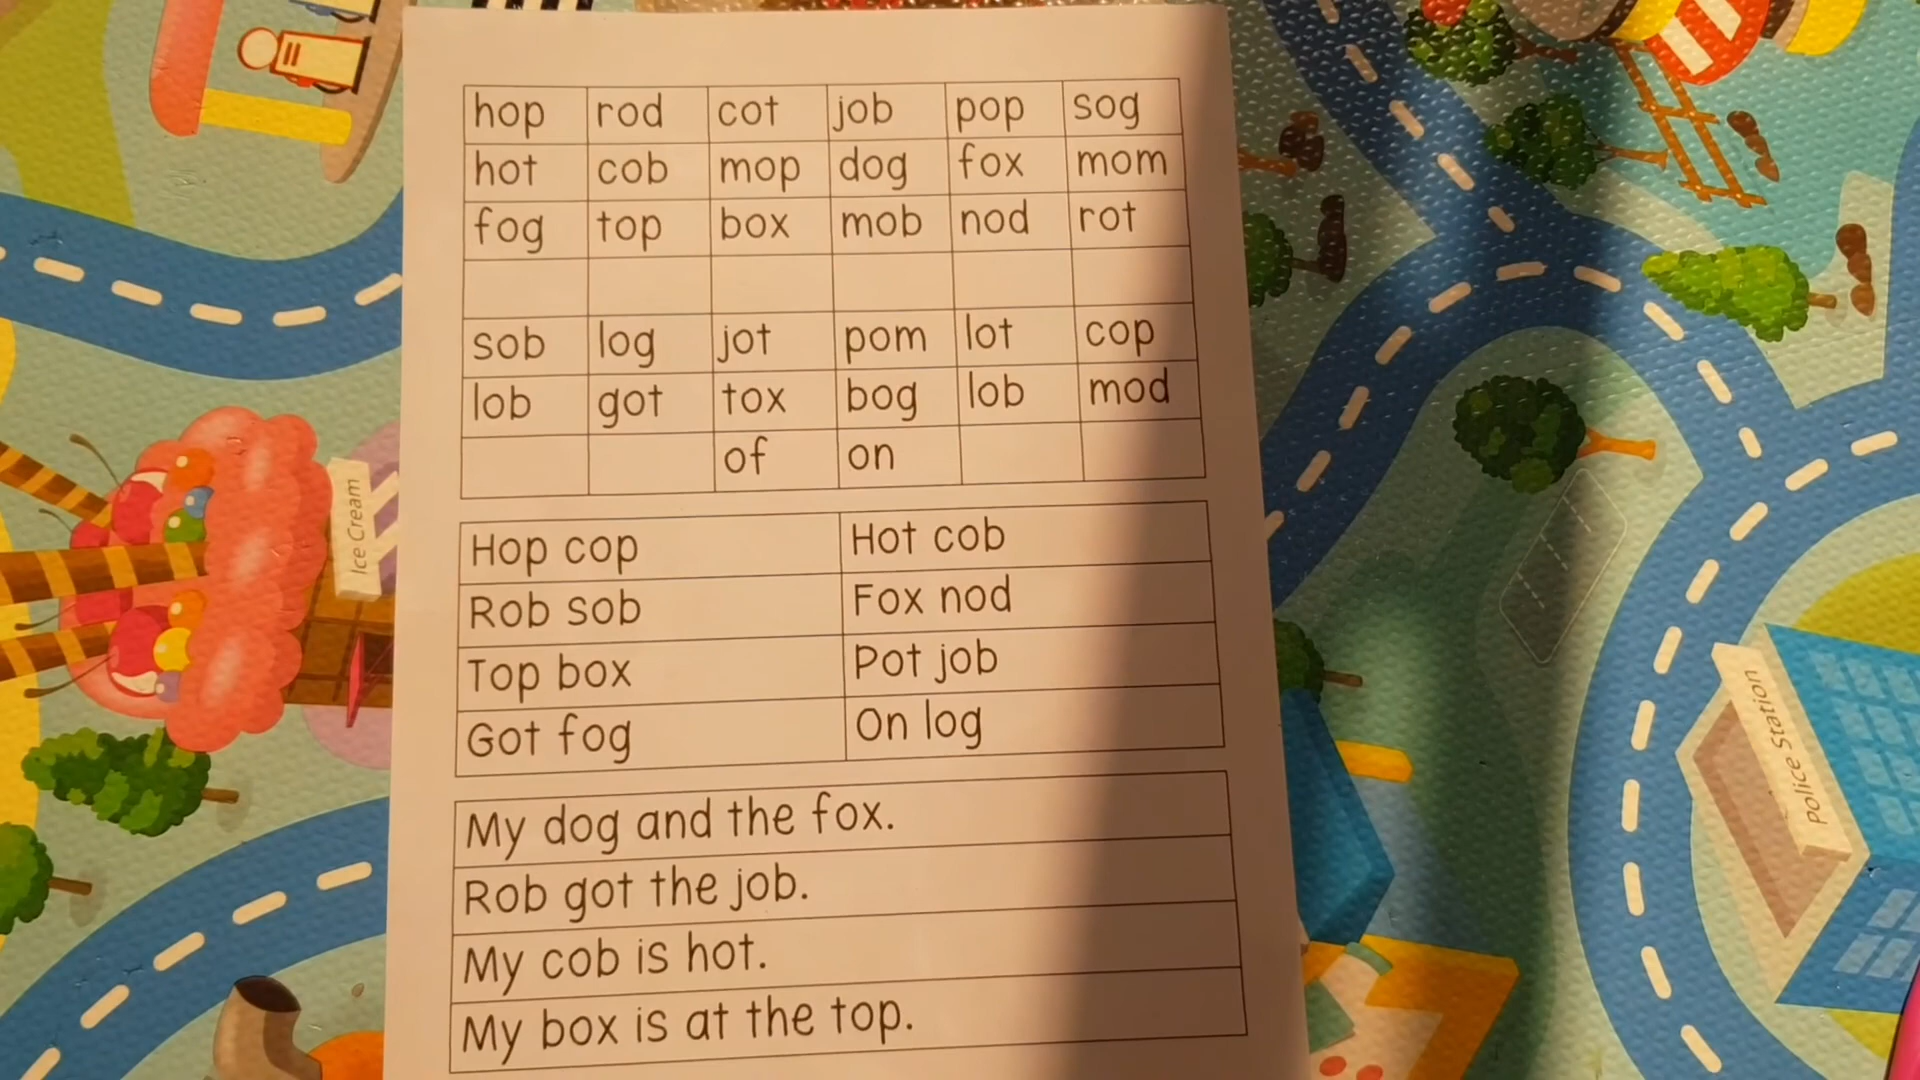 hop rod cot job pop sog
hot cob mop dog fox mom
fog top box mob nod rot
sob log jot pom lot cop
lob got tox bog lob mod
of on
Hop cop Hot cob
Rob sob Fox nod
Top box Pot job
Got fog On log
My dog and the fox.
Rob got the job.
My cob is hot.
My box is at the top.
Ice Cream
Police Station